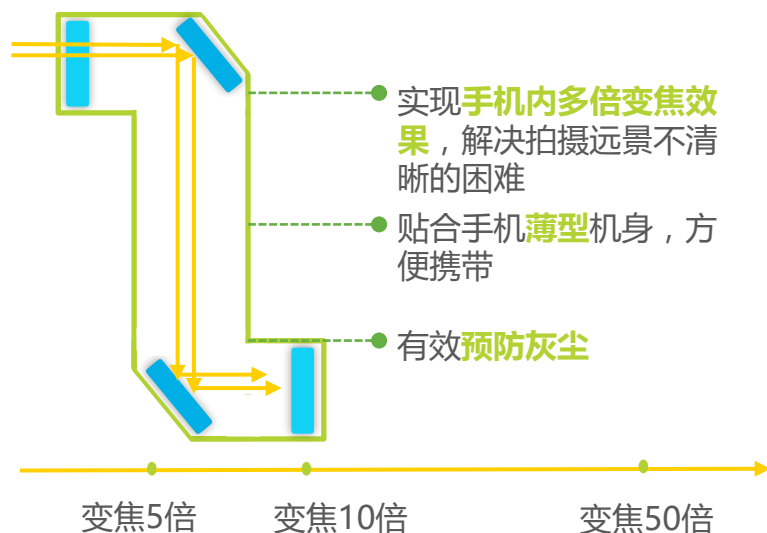 实现手机内多倍变焦效
果，解决拍摄远景不清
晰的困难
贴合手机薄型机身，方
便携带
有效预防灰尘
变焦5倍
变焦10倍
变焦50倍